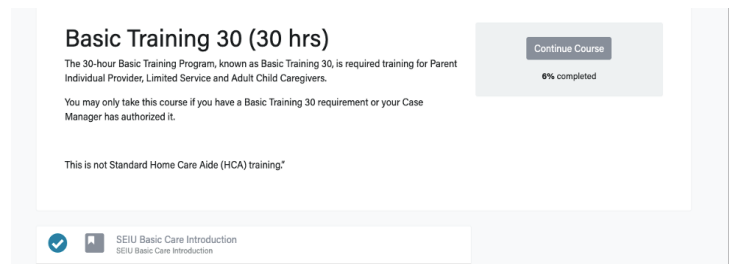 Basic Training 30 (30 hrs)
The 30-hour Basic Training Program, known as Basic Training 30, is required training for Parent
Individual Provider, Limited Service and Adult Child Caregivers.
You may only take this course if you have a Basic Training 30 requirement or your Case
Manager has authorized it.
This is not Standard Home Care Aide (HCA) training."
Continue Course
6% completed
SEIU Basic Care Introduction
SEIU Basic Care Introduction